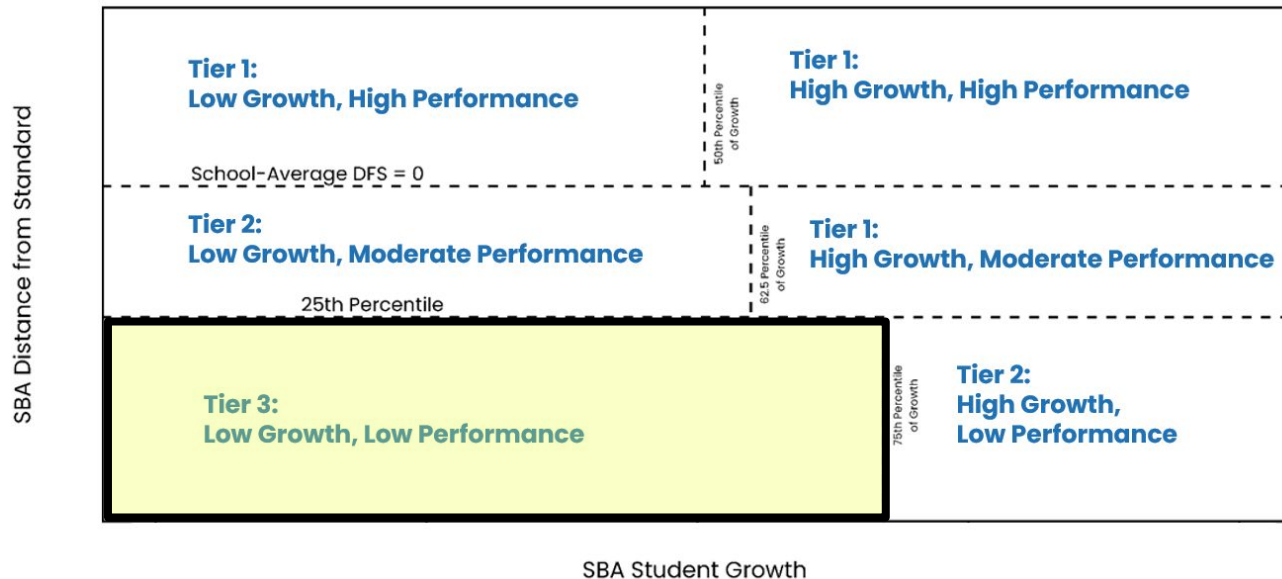 Tier 1:
Low Growth, High Performance
Tier 1:
High Growth, High Performance
50th Percentile
of Growth
School-Average DFS = 0
Tier 2:
Low Growth, Moderate Performance
62.5 Percentile
of Growth
Tier 1:
High Growth, Moderate Performance
25th Percentile
Tier 3:
Low Growth, Low Performance
75th Percentile
of Growth
Tier 2:
High Growth,
Low Performance
SBA Distance from Standard
SBA Student Growth